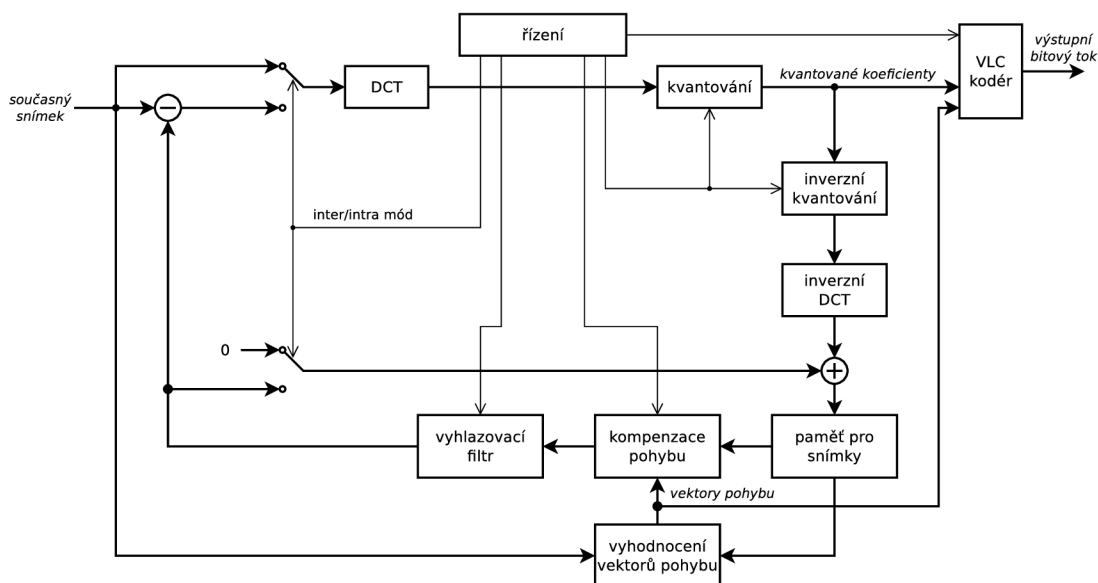 řízení
VLC
kodér
výstupní
bitový tok
DCT
kvantování
kvantované koeficienty
současný
snímek
−
inverzní
kvantování
inter/intra mód
inverzní
DCT
0
+
vyhlazovací
filtr
kompenzace
pohybu
paměť pro
snímky
vektory pohybu
vyhodnocení
vektorů pohybu